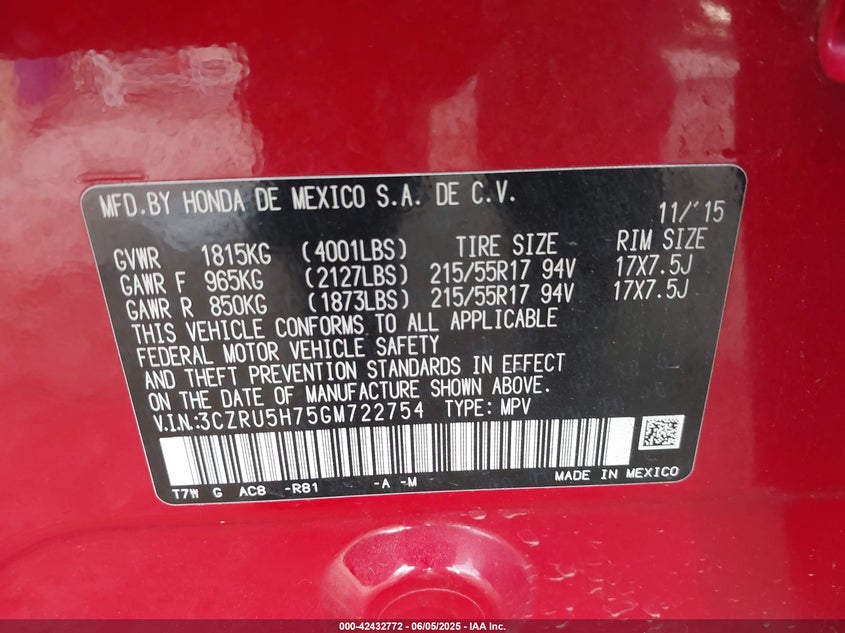 MFD.BY HONDA DE MEXICO S.A. DE C.V.
11/'15
GVWR 1815KG (4001LBS) TIRE SIZE RIM SIZE
GAWR F 965KG (2127LBS) 215/55R17 94V 17X7.5J
GAWR R 850KG (1873LBS) 215/55R17 94V 17X7.5J
THIS VEHICLE CONFORMS TO ALL APPLICABLE
FEDERAL MOTOR VEHICLE SAFETY
AND THEFT PREVENTION STANDARDS IN EFFECT
ON THE DATE OF MANUFACTURE SHOWN ABOVE.
V.I.N.:3CZRU5H75GM722754 TYPE: MPV
T7W G AC8 -R81 -A -M MADE IN MEXICO
000-42432772 - 06/05/2025 - IAA Inc.